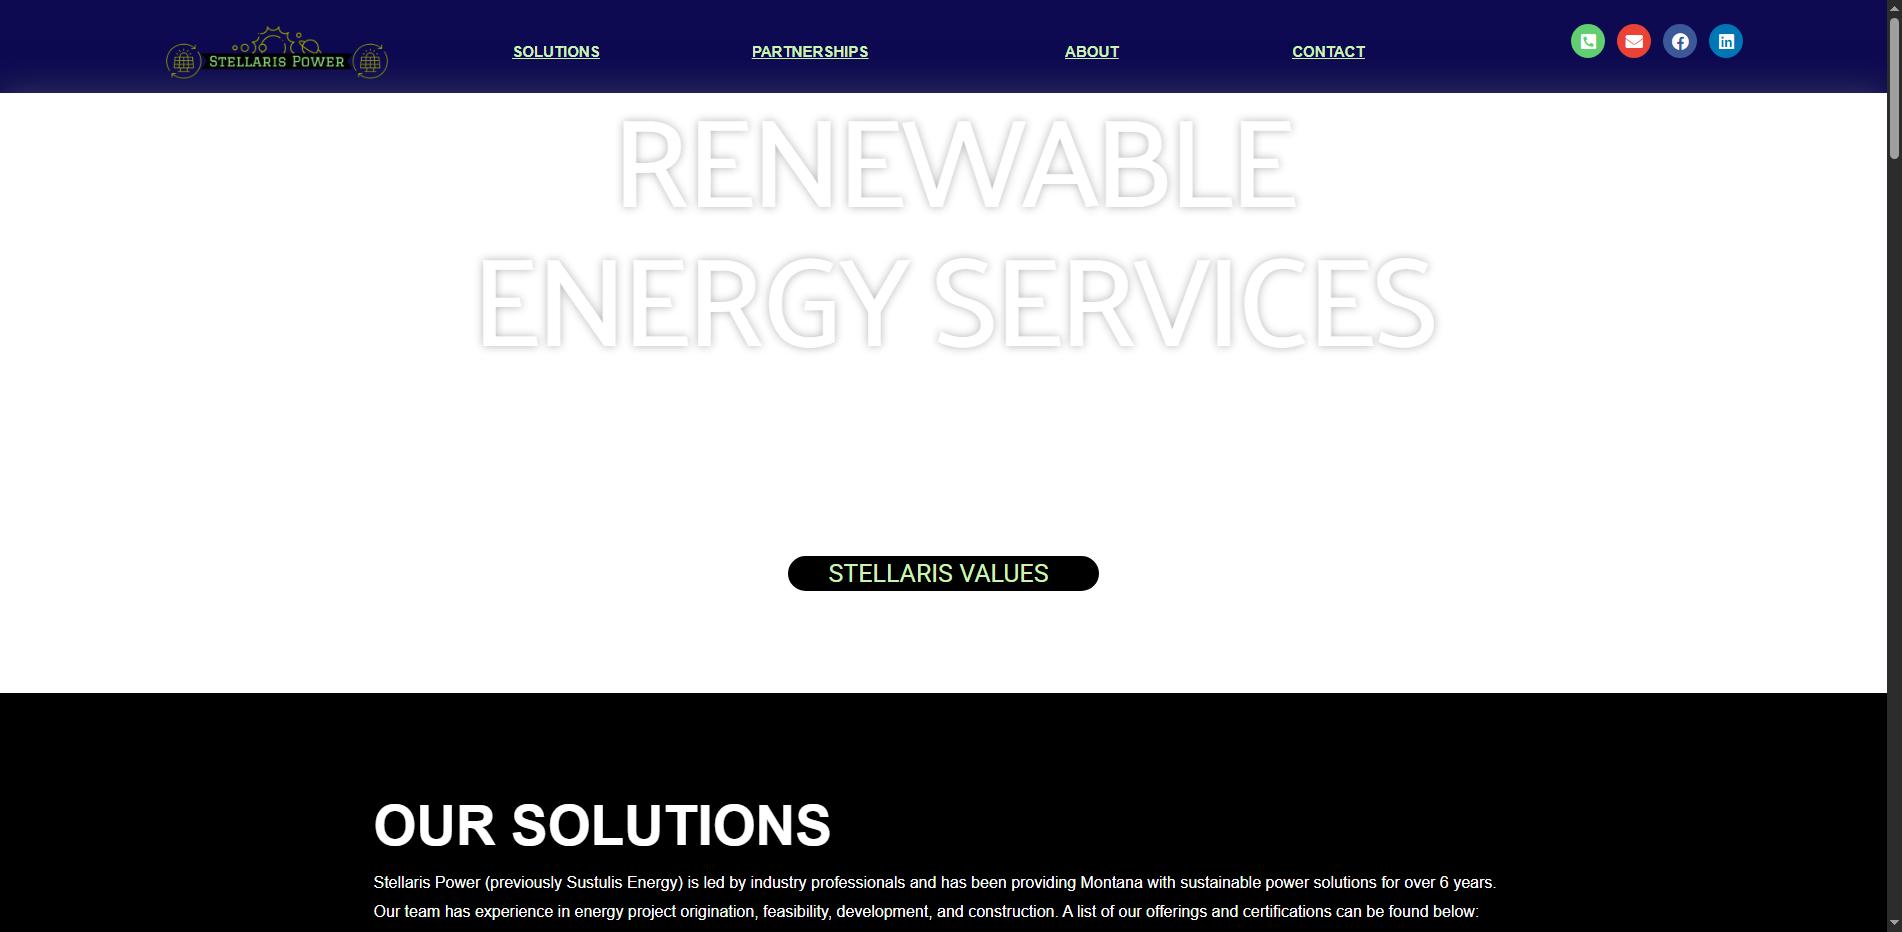 STELLARIS POWER
SOLUTIONS
PARTNERSHIPS
ABOUT
CONTACT
RENEWABLE
ENERGY SERVICES
STELLARIS VALUES
OUR SOLUTIONS
Stellaris Power (previously Sustulis Energy) is led by industry professionals and has been providing Montana with sustainable power solutions for over 6 years.
Our team has experience in energy project origination, feasibility, development, and construction. A list of our offerings and certifications can be found below: